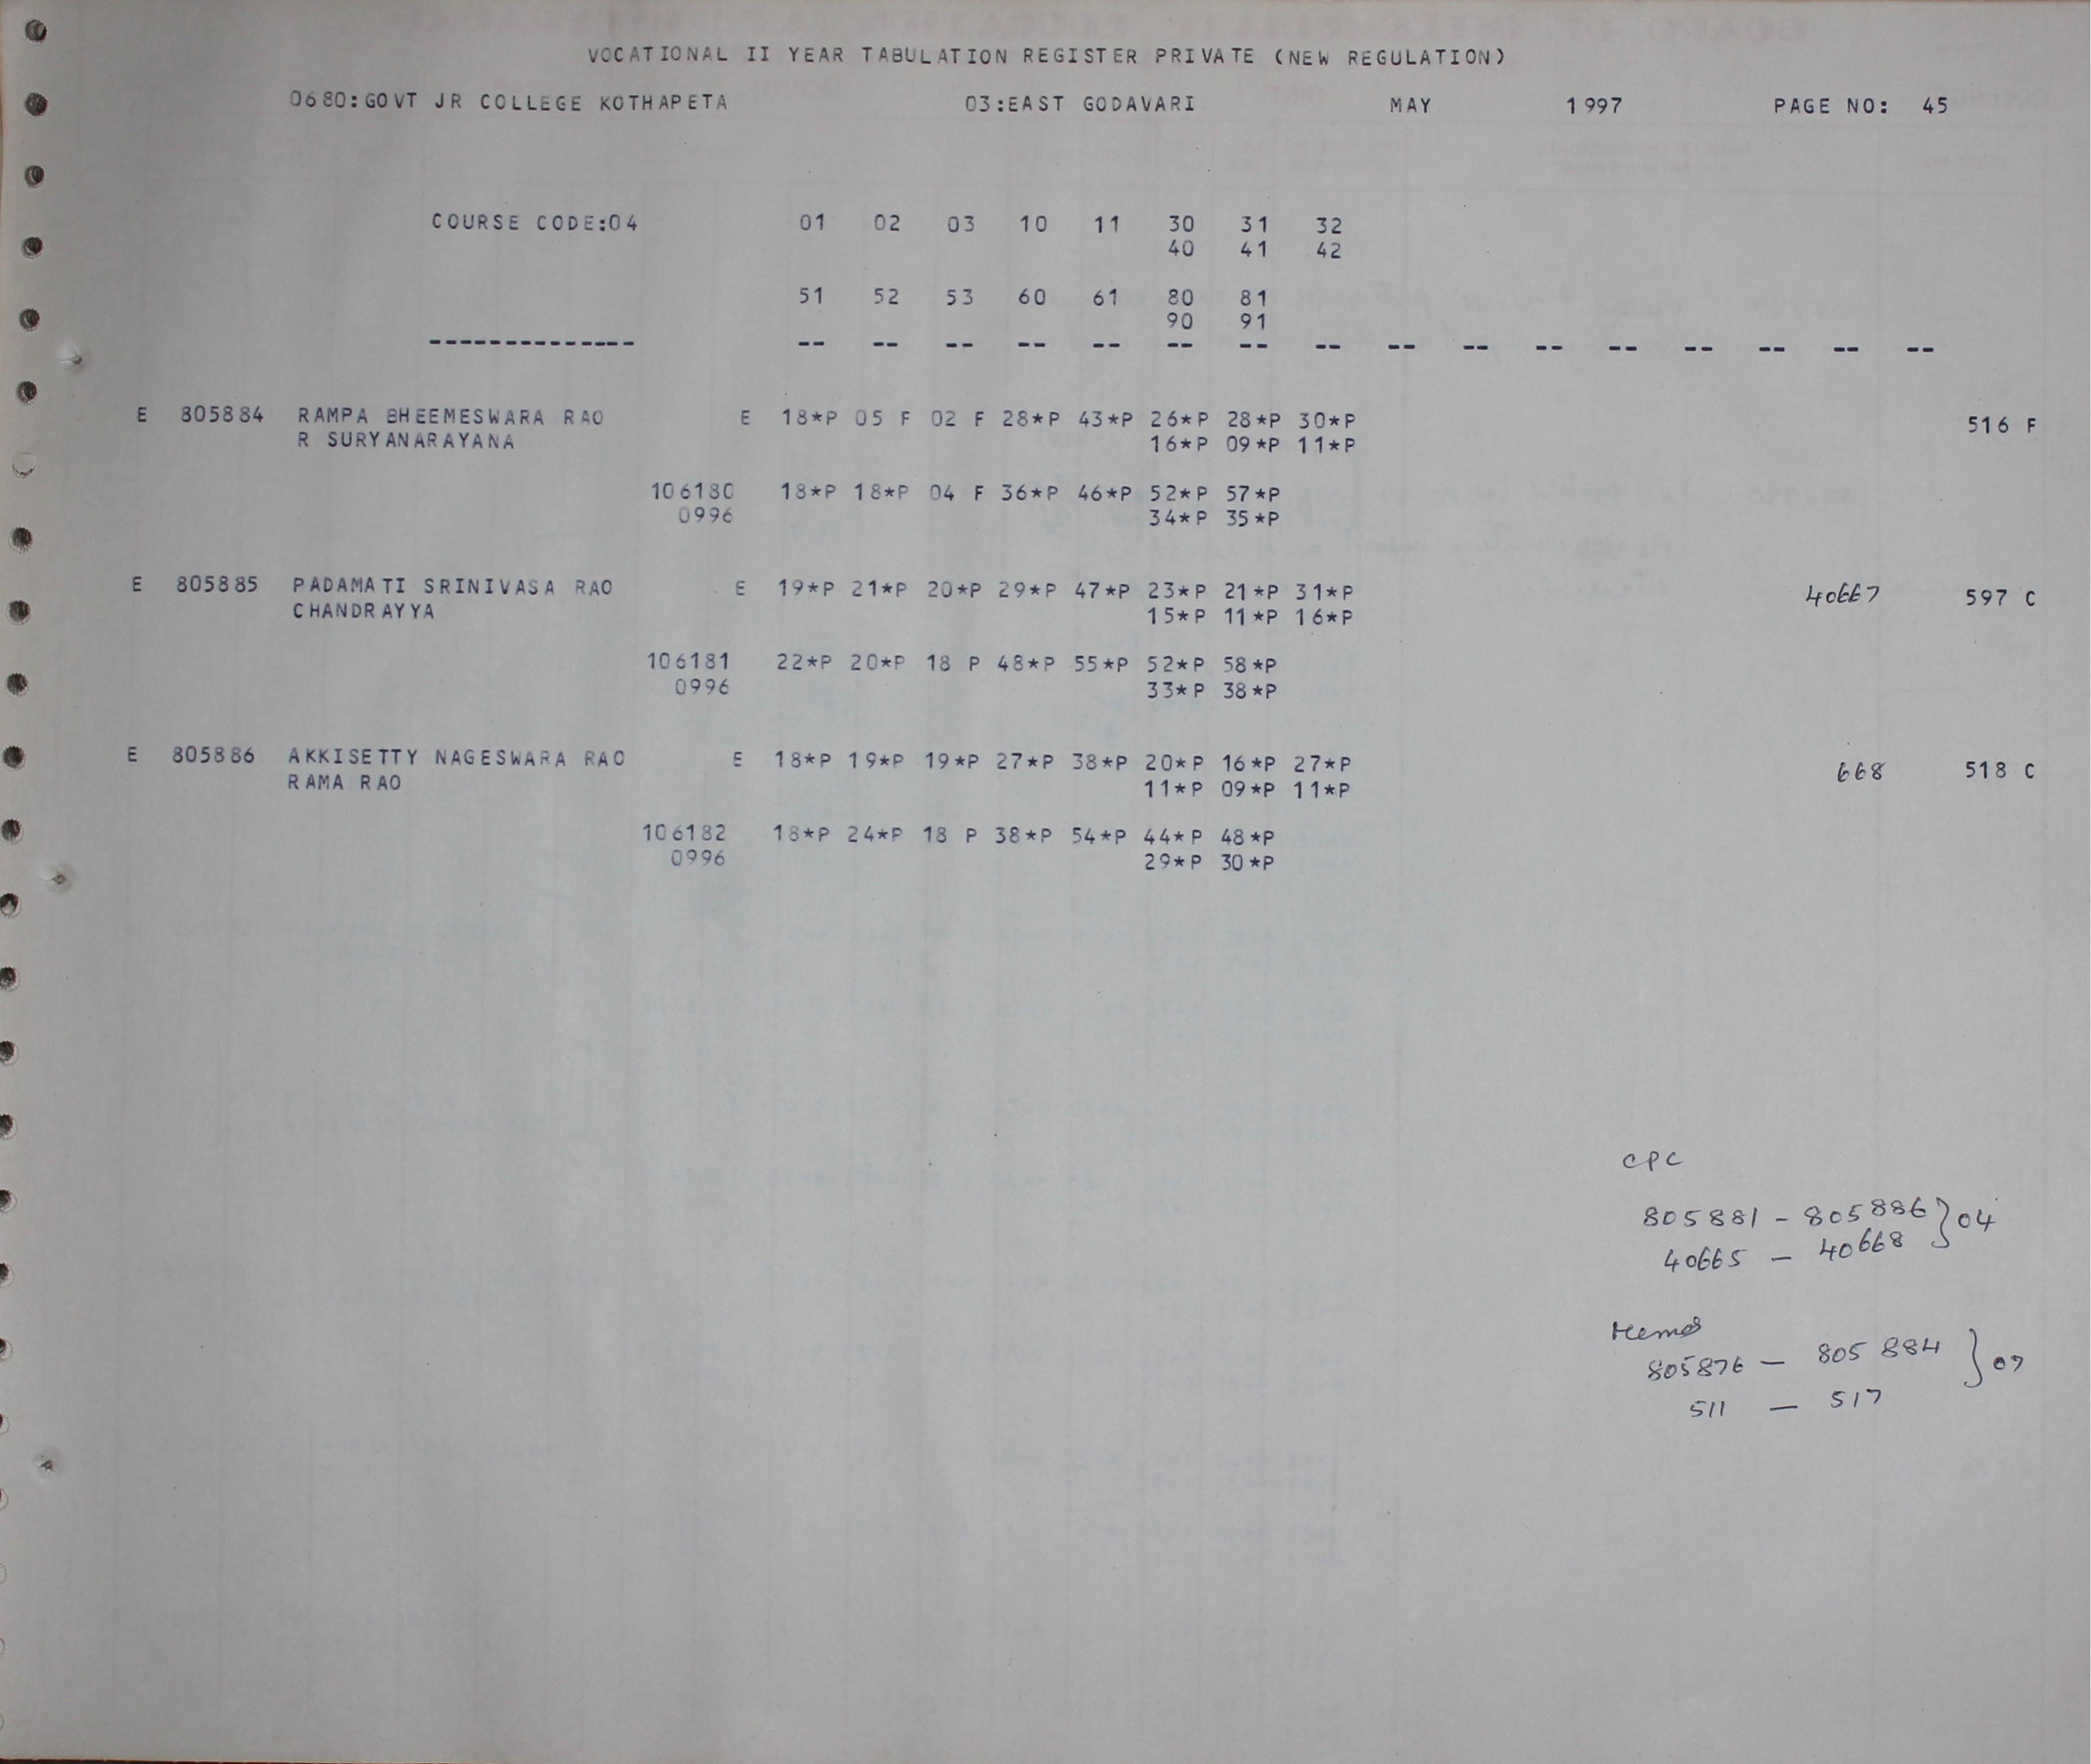 VOCATIONAL II YEAR TABULATION REGISTER PRIVATE (NEW REGULATION)
0680:GOVT JR COLLEGE KOTHAPETA 03:EAST GODAVARI MAY 1997 PAGE NO: 45
COURSE CODE:04 01 02 03 10 11 30 31 32
40 41 42
51 52 53 60 61 80 81
90 91
-------------- -- -- -- -- -- -- -- -- -- -- -- -- -- -- -- --
E 805884 RAMPA BHEEMESWARA RAO E 18*P 05 F 02 F 28*P 43*P 26*P 28*P 30*P 516 F
R SURYANARAYANA 16*P 09*P 11*P
106180 18*P 18*P 04 F 36*P 46*P 52*P 57*P
0996 34*P 35*P
E 805885 PADAMATI SRINIVASA RAO E 19*P 21*P 20*P 29*P 47*P 23*P 21*P 31*P 40667 597 C
CHANDRAYYA 15*P 11*P 16*P
106181 22*P 20*P 18 P 48*P 55*P 52*P 58*P
0996 33*P 38*P
E 805886 AKKISETTY NAGESWARA RAO E 18*P 19*P 19*P 27*P 38*P 20*P 16*P 27*P 668 518 C
RAMA RAO 11*P 09*P 11*P
106182 18*P 24*P 18 P 38*P 54*P 44*P 48*P
0996 29*P 30*P
CPC
805881 - 805886 } 04
40665 - 40668
Memos
805876 - 805884 } 07
511 - 517